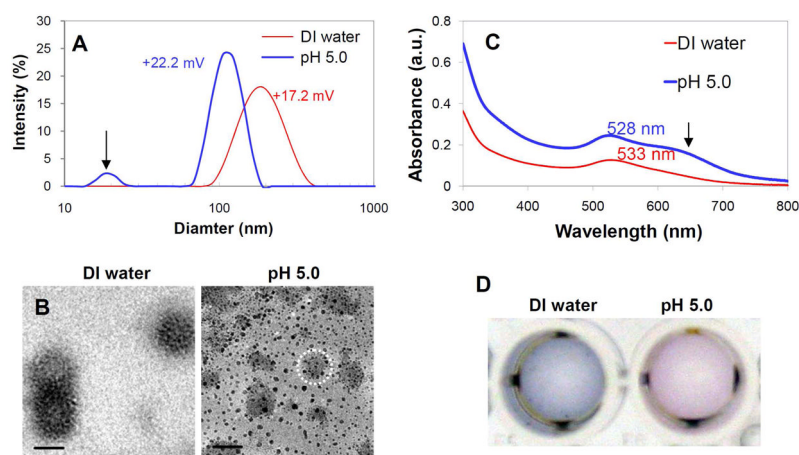 A
DI water
pH 5.0
+22.2 mV
+17.2 mV
Intensity (%)
30
25
20
15
10
5
0
10
100
1000
Diamter (nm)
C
DI water
pH 5.0
528 nm
533 nm
Absorbance (a.u.)
0.8
0.6
0.4
0.2
0
300
400
500
600
700
800
Wavelength (nm)
B
DI water
pH 5.0
D
DI water
pH 5.0